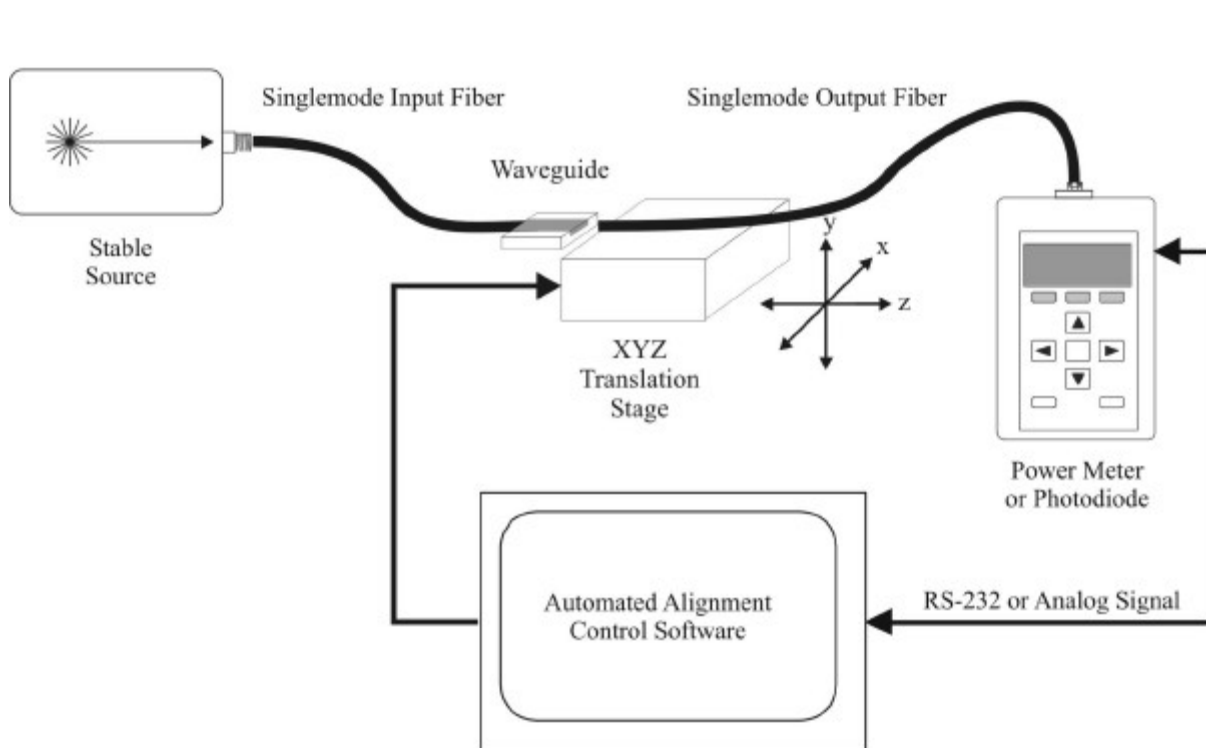 Singlemode Input Fiber
Singlemode Output Fiber
Waveguide
Stable
Source
y
x
z
XYZ
Translation
Stage
Power Meter
or Photodiode
Automated Alignment
Control Software
RS-232 or Analog Signal